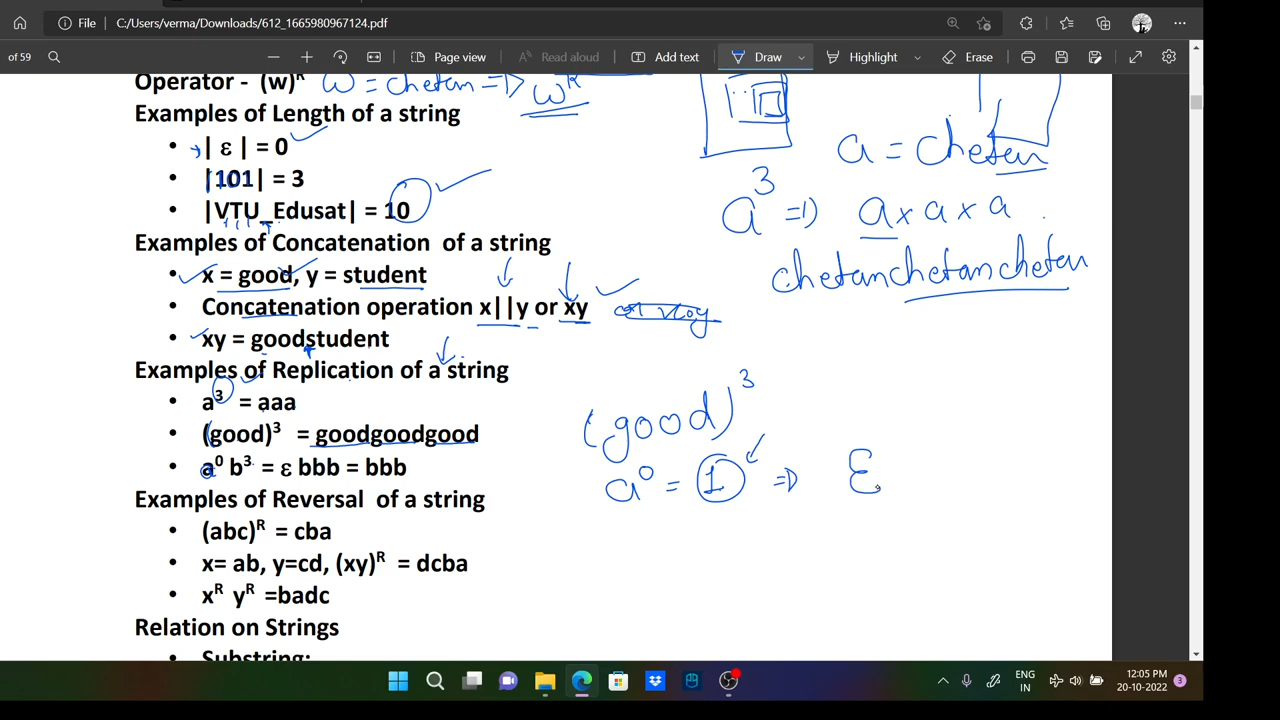 File C:/Users/verma/Downloads/612_1665980967124.pdf
of 59 Page view Read aloud Add text Draw Highlight Erase
Operator - (w)ᴿ w = chetan => wᴿ
Examples of Length of a string
• | ε | = 0
• |101| = 3
• |VTU_Edusat| = 10
a = chetan
a³ => a x a x a
chetanchetanchetan
Examples of Concatenation of a string
• x = good, y = student
• Concatenation operation x||y or xy
• xy = goodstudent
Examples of Replication of a string
• a³ = aaa
• (good)³ = goodgoodgood
• a⁰ b³ = ε bbb = bbb
(good)³
a⁰ = 1 => ε
Examples of Reversal of a string
• (abc)ᴿ = cba
• x= ab, y=cd, (xy)ᴿ = dcba
• xᴿ yᴿ =badc
Relation on Strings
• Substring:
ENG
IN
12:05 PM
20-10-2022
3